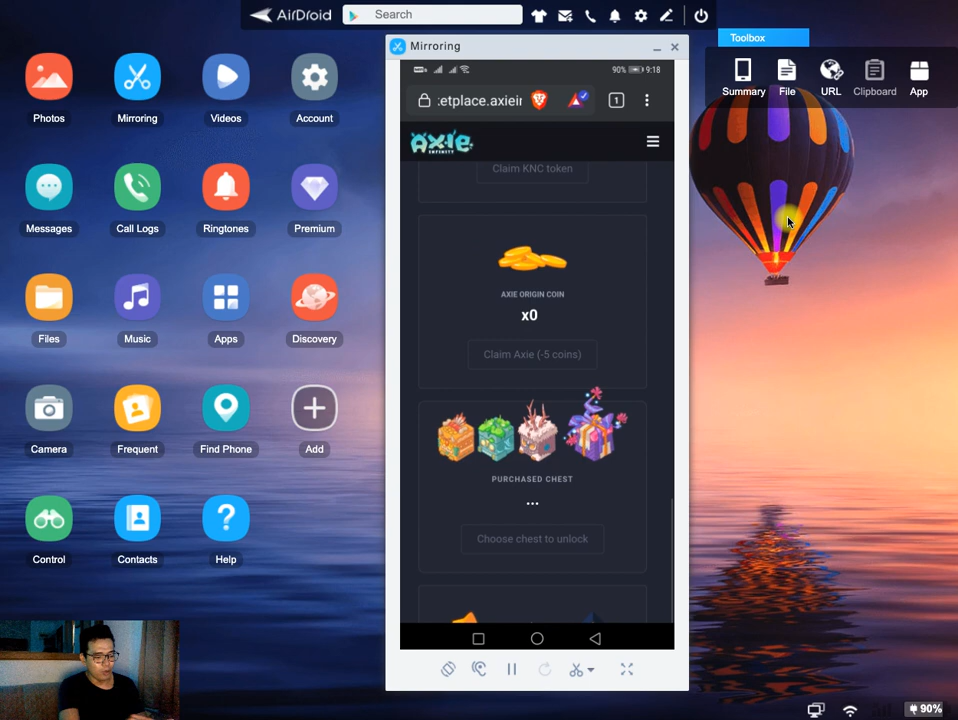 AirDroid
Search
Toolbox
Summary
File
URL
Clipboard
App
Photos
Mirroring
Videos
Account
Messages
Call Logs
Ringtones
Premium
Files
Music
Apps
Discovery
Camera
Frequent
Find Phone
Add
Control
Contacts
Help
Mirroring
90% 9:18
:etplace.axieir
1
AXIE
INFINITY
Claim KNC token
AXIE ORIGIN COIN
x0
Claim Axie (-5 coins)
PURCHASED CHEST
...
Choose chest to unlock
90%